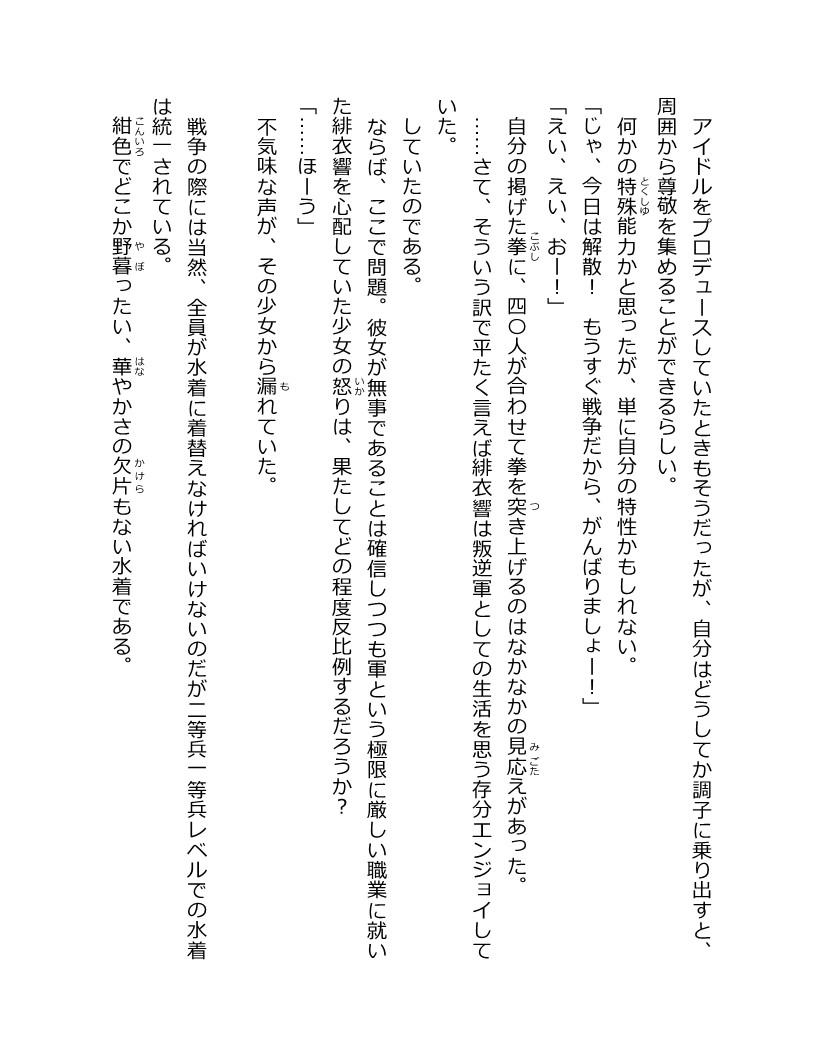 アイドルをプロデュースしていたときもそうだったが、自分はどうしてか調子に乗り出すと、
周囲から尊敬を集めることができるらしい。
何かの特殊能力かと思ったが、単に自分の特性かもしれない。
「じゃ、今日は解散！　もうすぐ戦争だから、がんばりましょー！」
「えい、えい、おー！」
自分の掲げた拳に、四〇人が合わせて拳を突き上げるのはなかなかの見応えがあった。
……さて、そういう訳で平たく言えば緋衣響は叛逆軍としての生活を思う存分エンジョイして
いた。
していたのである。
ならば、ここで問題。彼女が無事であることは確信しつつも軍という極限に厳しい職業に就い
た緋衣響を心配していた少女の怒りは、果たしてどの程度反比例するだろうか？
「……ほーう」
不気味な声が、その少女から漏れていた。
戦争の際には当然、全員が水着に着替えなければいけないのだが二等兵一等兵レベルでの水着
は統一されている。
紺色でどこか野暮ったい、華やかさの欠片もない水着である。